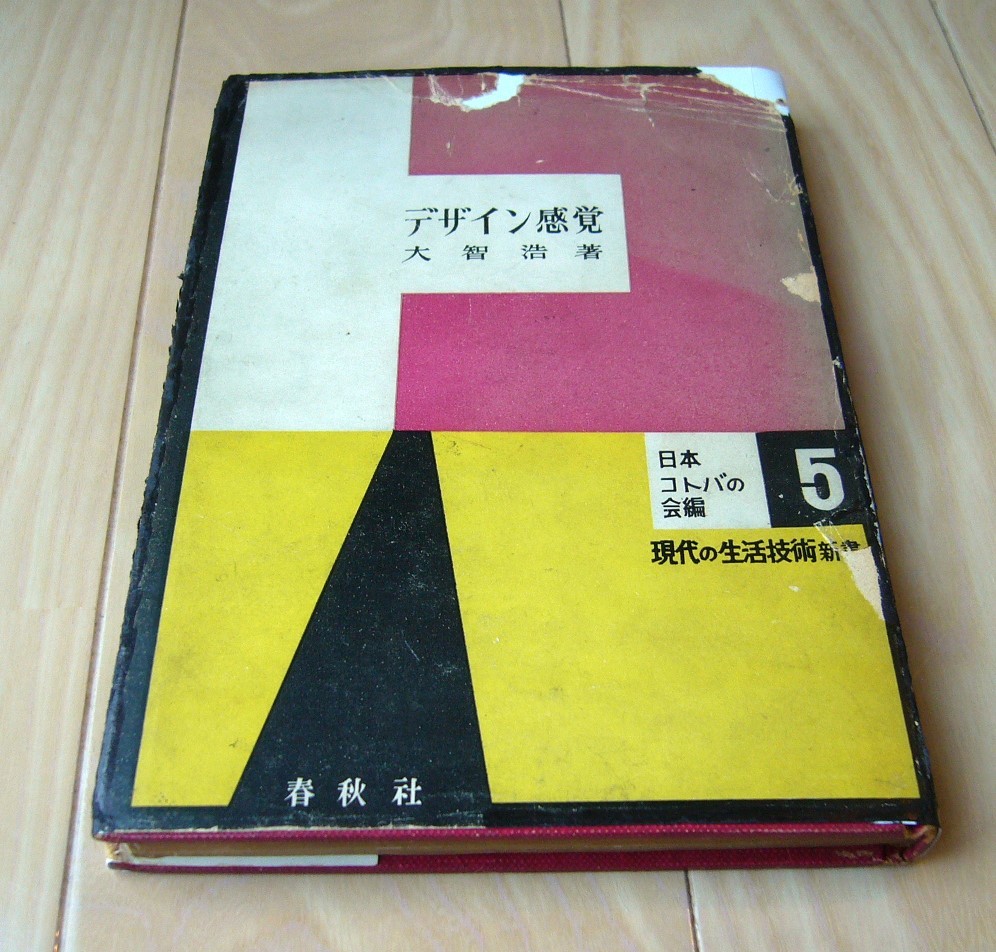 デザイン感覚
大智浩著
日本
コトバの
会編
5
現代の生活技術新書
春秋社